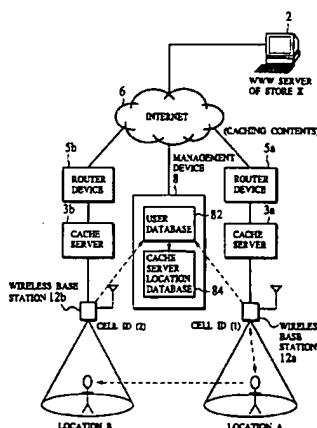 2
WWW SERVER
OF STORE X
6
INTERNET
(CACHING CONTENTS)
5b
MANAGEMENT
DEVICE
8
5a
ROUTER
DEVICE
ROUTER
DEVICE
3b
USER
DATABASE
82
3a
CACHE
SERVER
CACHE
SERVER
CACHE
SERVER
LOCATION
DATABASE
84
WIRELESS BASE
STATION 12b
CELL ID (2)
CELL ID (1)
WIRELESS
BASE
STATION
12a
LOCATION B
LOCATION A